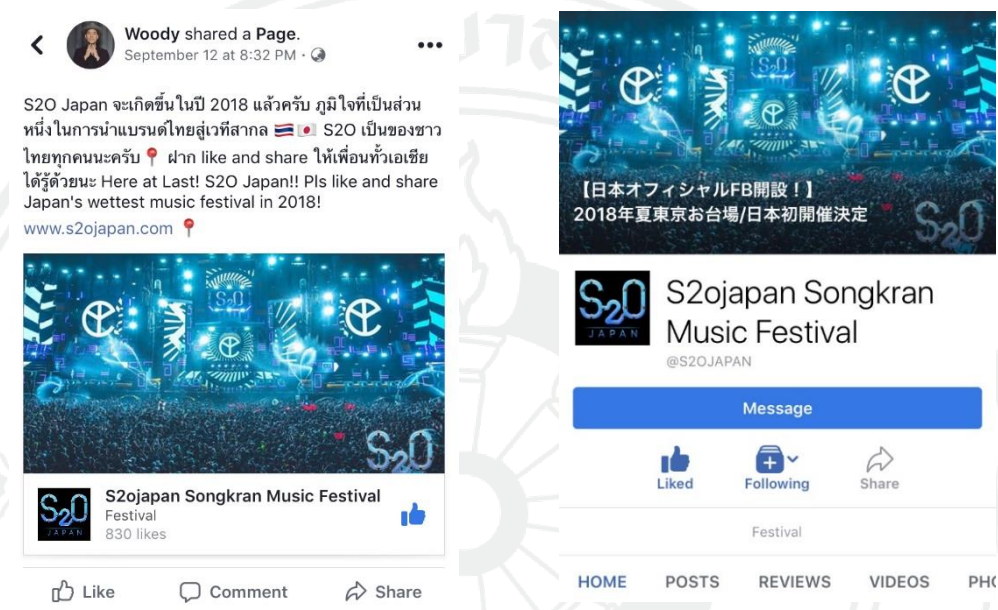 Woody shared a Page.
September 12 at 8:32 PM ·
S2O Japan จะเกิดขึ้นในปี 2018 แล้วครับ ภูมิใจที่เป็นส่วน
หนึ่งในการนำแบรนด์ไทยสู่เวทีสากล 🇹🇭🇯🇵 S2O เป็นของชาว
ไทยทุกคนนะครับ📍 ฝาก like and share ให้เพื่อนทั่วเอเชีย
ได้รู้ด้วยนะ Here at Last! S2O Japan!! Pls like and share
Japan's wettest music festival in 2018!
www.s2ojapan.com 📍
S2O
S2O
S2O
JAPAN
S2ojapan Songkran Music Festival
Festival
830 likes
Like Comment Share
S2O
【日本オフィシャルFB開設！】
2018年夏東京お台場/日本初開催決定
S2O
S2O
JAPAN
S2ojapan Songkran
Music Festival
@S2OJAPAN
Message
Liked Following Share
Festival
HOME POSTS REVIEWS VIDEOS PHO